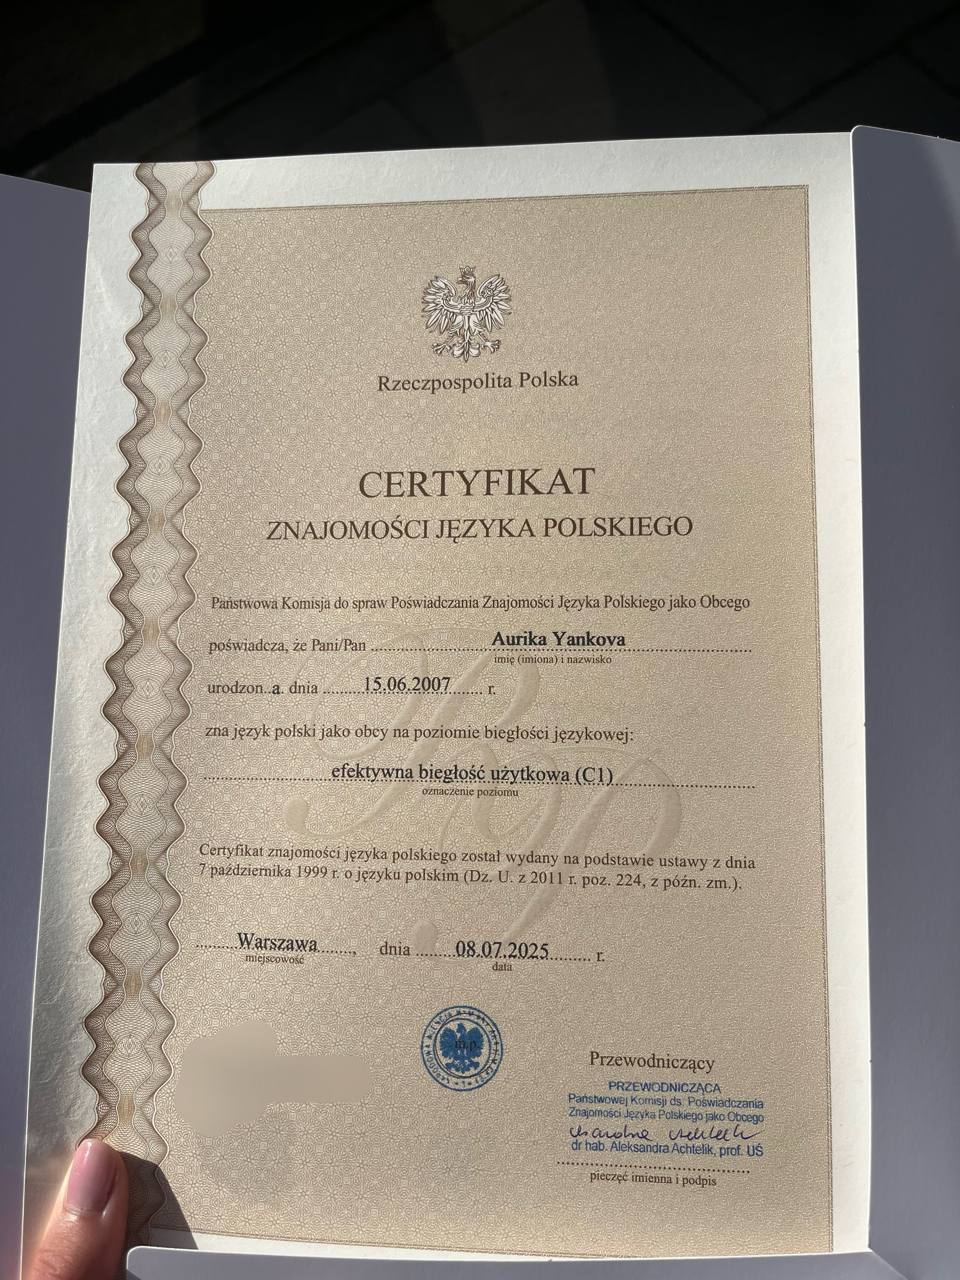 Rzeczpospolita Polska
CERTYFIKAT
ZNAJOMOŚCI JĘZYKA POLSKIEGO
Państwowa Komisja do spraw Poświadczania Znajomości Języka Polskiego jako Obcego
poświadcza, że Pani/Pan Aurika Yankova
imię (imiona) i nazwisko
urodzon..a. dnia 15.06.2007 r.
zna język polski jako obcy na poziomie biegłości językowej:
efektywna biegłość użytkowa (C1)
oznaczenie poziomu
Certyfikat znajomości języka polskiego został wydany na podstawie ustawy z dnia
7 października 1999 r. o języku polskim (Dz. U. z 2011 r. poz. 224, z późn. zm.).
Warszawa, dnia 08.07.2025 r.
miejscowość data
m.p.
Przewodniczący
PRZEWODNICZĄCA
Państwowej Komisji ds. Poświadczania
Znajomości Języka Polskiego jako Obcego
dr hab. Aleksandra Achtelik, prof. UŚ
pieczęć imienna i podpis